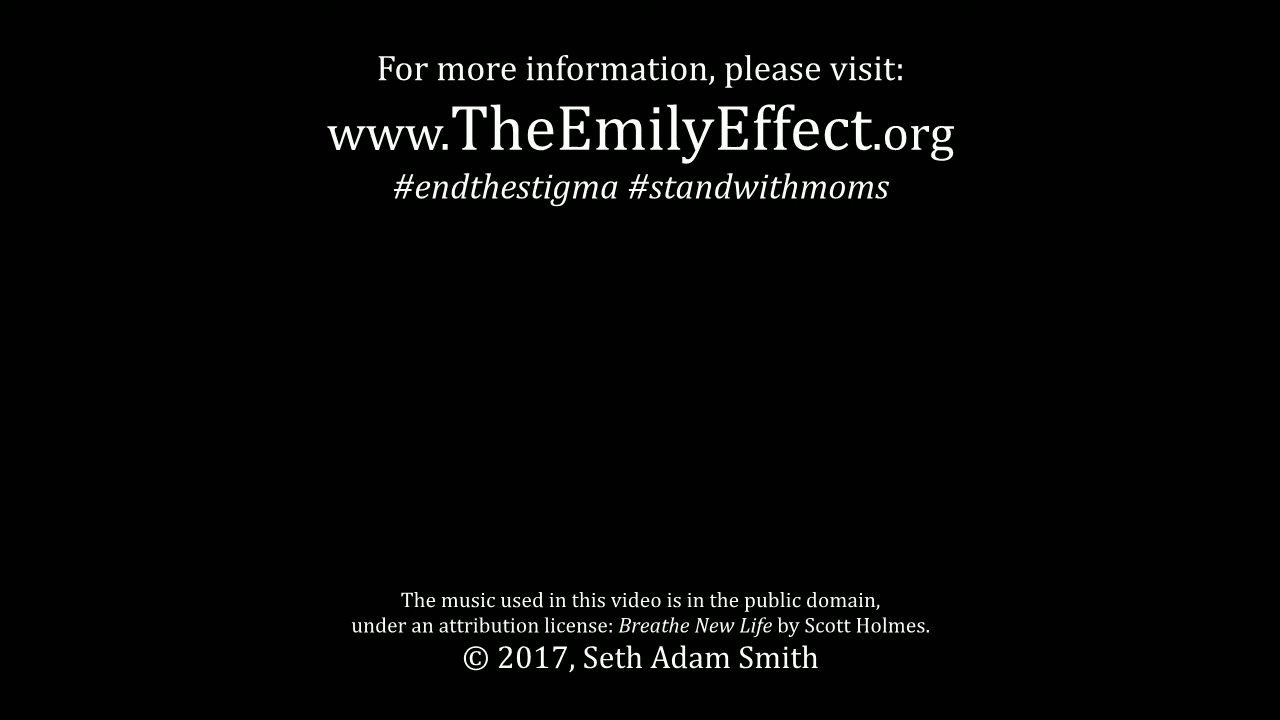 For more information, please visit:
www.TheEmilyEffect.org
#endthestigma #standwithmoms
The music used in this video is in the public domain,
under an attribution license: Breathe New Life by Scott Holmes.
© 2017, Seth Adam Smith